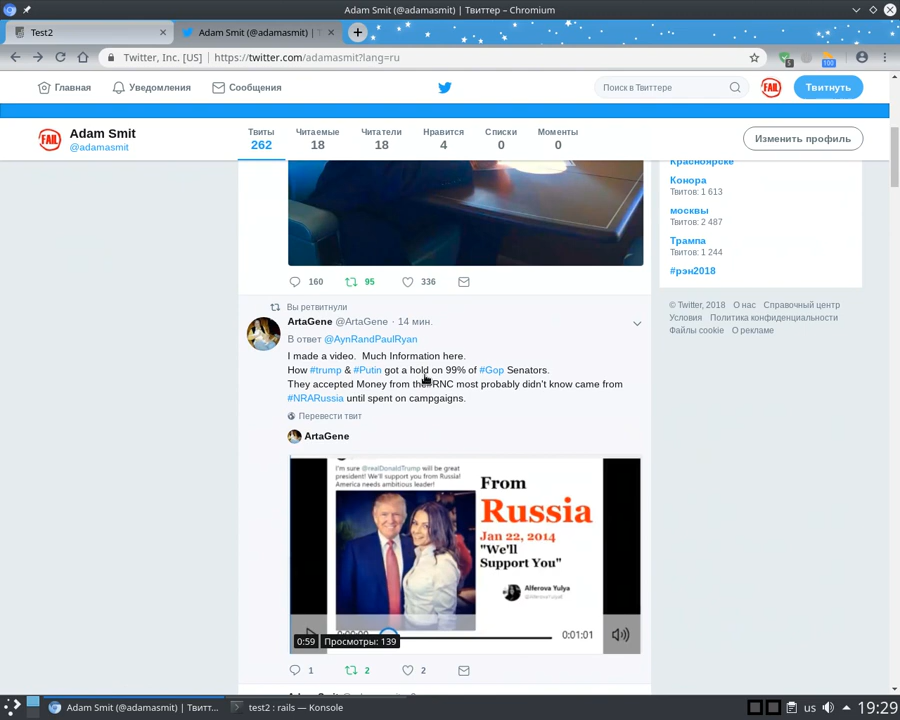 Adam Smit (@adamasmit) | Твиттер – Chromium
Test2
Adam Smit (@adamasmit) | Т
Twitter, Inc. [US] | https://twitter.com/adamasmit?lang=ru
5
100
Главная
Уведомления
Сообщения
Поиск в Твиттере
FAIL
Твитнуть
FAIL
Adam Smit
@adamasmit
Твиты
262
Читаемые
18
Читатели
18
Нравится
4
Списки
0
Моменты
0
Изменить профиль
Красноярске
Конора
Твитов: 1 613
москвы
Твитов: 2 487
Трампа
Твитов: 1 244
#рэн2018
160
95
336
© Twitter, 2018 О нас Справочный центр
Условия Политика конфиденциальности
Файлы cookie О рекламе
Вы ретвитнули
ArtaGene @ArtaGene · 14 мин.
В ответ @AynRandPaulRyan
I made a video. Much Information here.
How #trump & #Putin got a hold on 99% of #Gop Senators.
They accepted Money from the RNC most probably didn't know came from
#NRARussia until spent on campgaigns.
Перевести твит
ArtaGene
I'm sure @realDonaldTrump will be great
president! We'll support you from Russia!
America needs ambitious leader!
From
Russia
Jan 22, 2014
"We'll
Support You"
Alferova Yulya
0:01:01
0:59
Просмотры: 139
1
2
2
Adam Smit (@adamasmit) | Твитт...
test2 : rails — Konsole
us
19:29